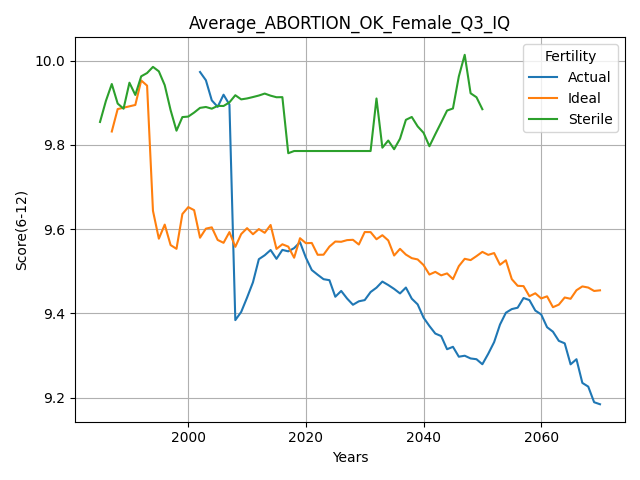 Average_ABORTION_OK_Female_Q3_IQ
Fertility
Actual
Ideal
Sterile
Score(6-12)
10.0
9.8
9.6
9.4
9.2
2000
2020
2040
2060
Years